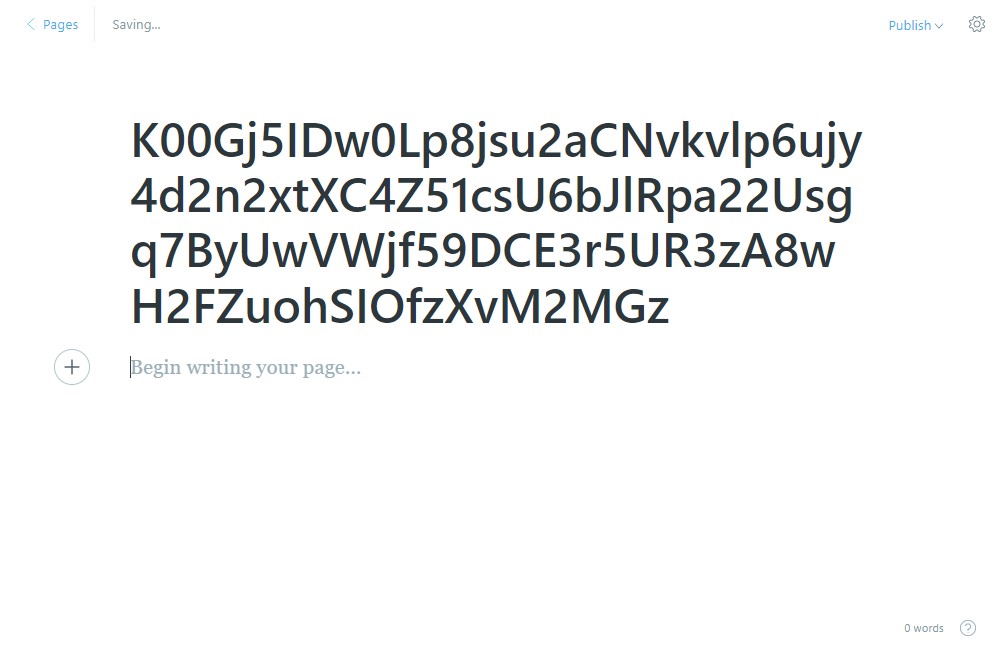 Pages
Saving...
Publish
K00Gj5IDw0Lp8jsu2aCNvkvlp6ujy
4d2n2xtXC4Z51csU6bJlRpa22Usg
q7ByUwVWjf59DCE3r5UR3zA8w
H2FZuohSIOfzXvM2MGz
Begin writing your page...
0 words